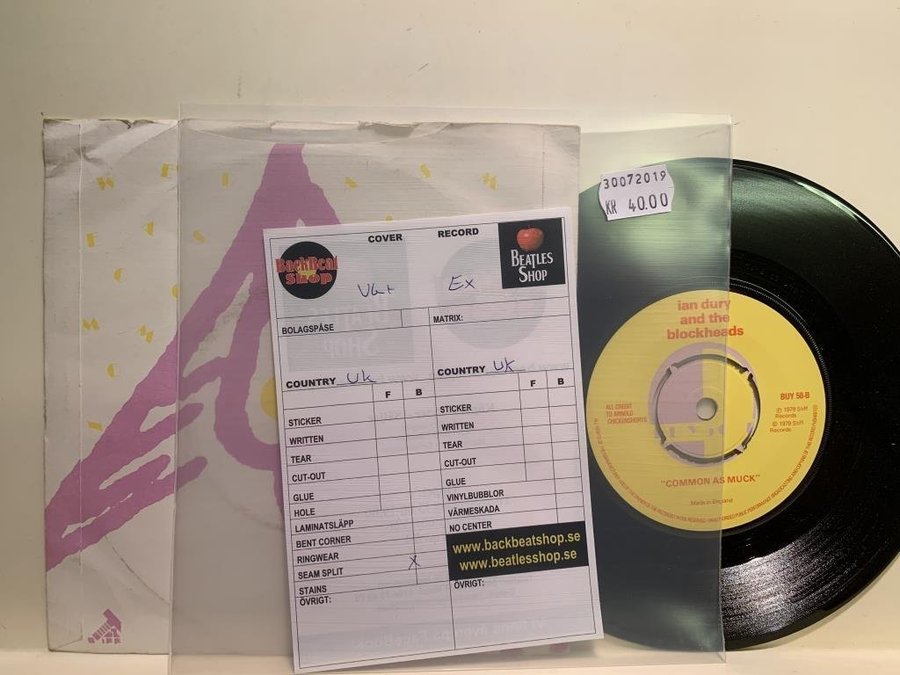 30072019
KR 40.00
COVER
RECORD
BackBeat
Shop
BEATLES
SHOP
VG+
Ex
BOLAGSPÅSE
MATRIX:
COUNTRY UK
COUNTRY UK
F B
F B
STICKER
WRITTEN
TEAR
CUT-OUT
GLUE
HOLE
LAMINATSLÄPP
BENT CORNER
RINGWEAR
SEAM SPLIT X
STAINS
ÖVRIGT:
STICKER
WRITTEN
TEAR
CUT-OUT
GLUE
VINYLBUBBLOR
VÄRMESKADA
NO CENTER
www.backbeatshop.se
www.beatlesshop.se
ÖVRIGT:
ian dury
and the
blockheads
ALL CREDIT
TO ARNOLD
CHICKENSHORTS
BUY 50-B
℗ 1979 Stiff
Records
© 1979 Stiff
Records
"COMMON AS MUCK"
Made in England